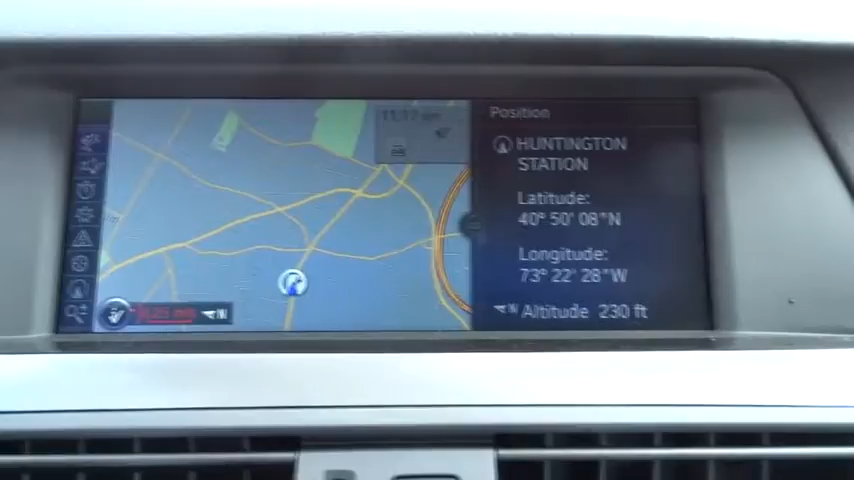 Position
HUNTINGTON
STATION
Latitude:
40° 50' 08"N
Longitude:
73° 22' 28"W
N Altitude 230 ft
N